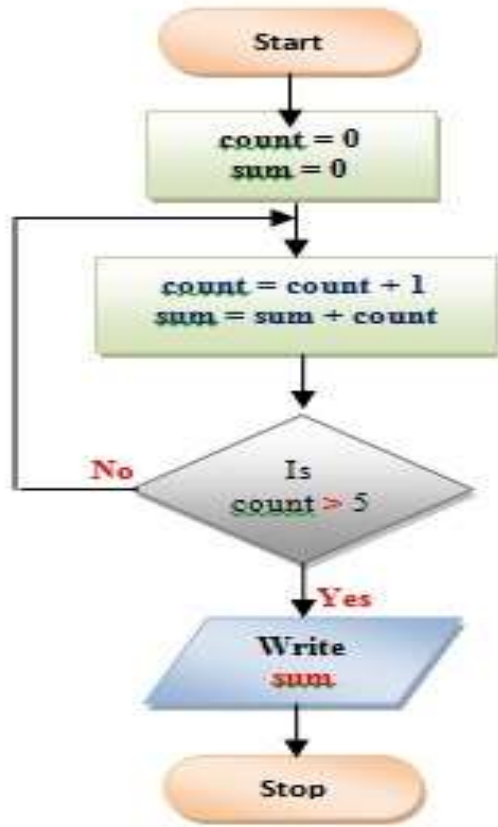 Start
count = 0
sum = 0
count = count + 1
sum = sum + count
No
Is
count > 5
Yes
Write
sum
Stop